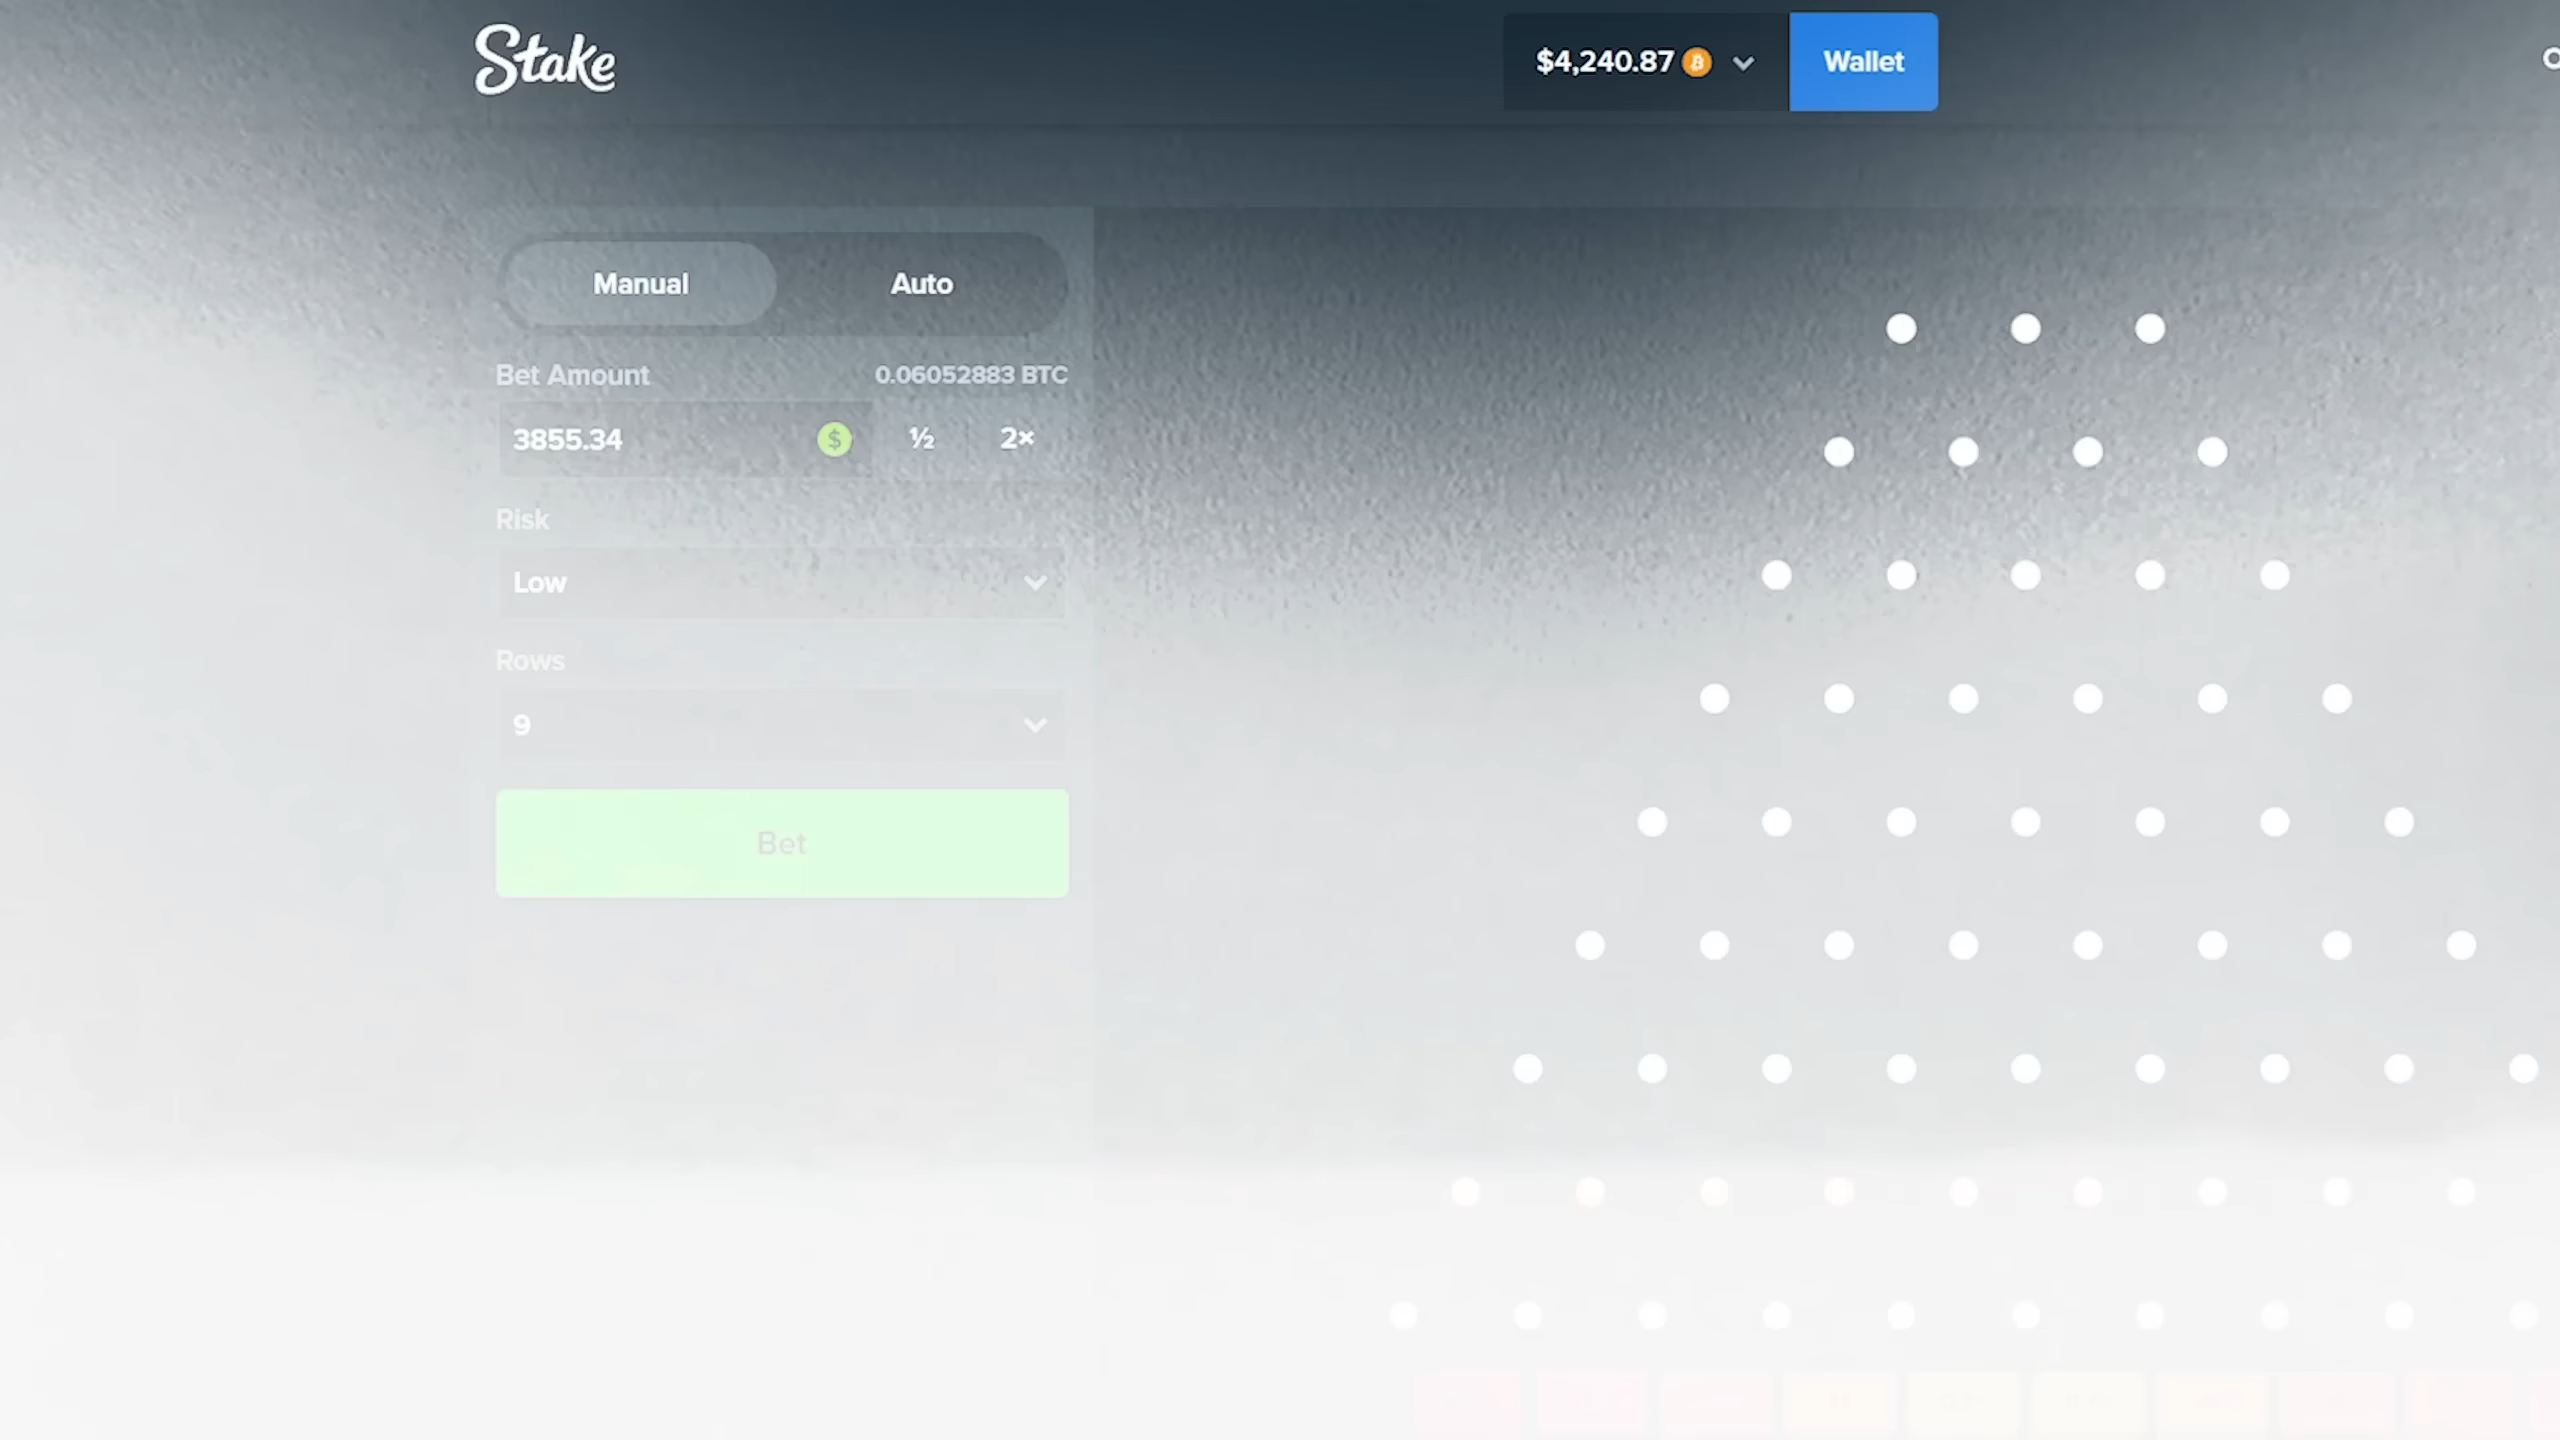 Stake
$4,240.87
Wallet
Manual
Auto
Bet Amount
0.06052883 BTC
3855.34
$
½
2×
Risk
Low
Rows
9
Bet